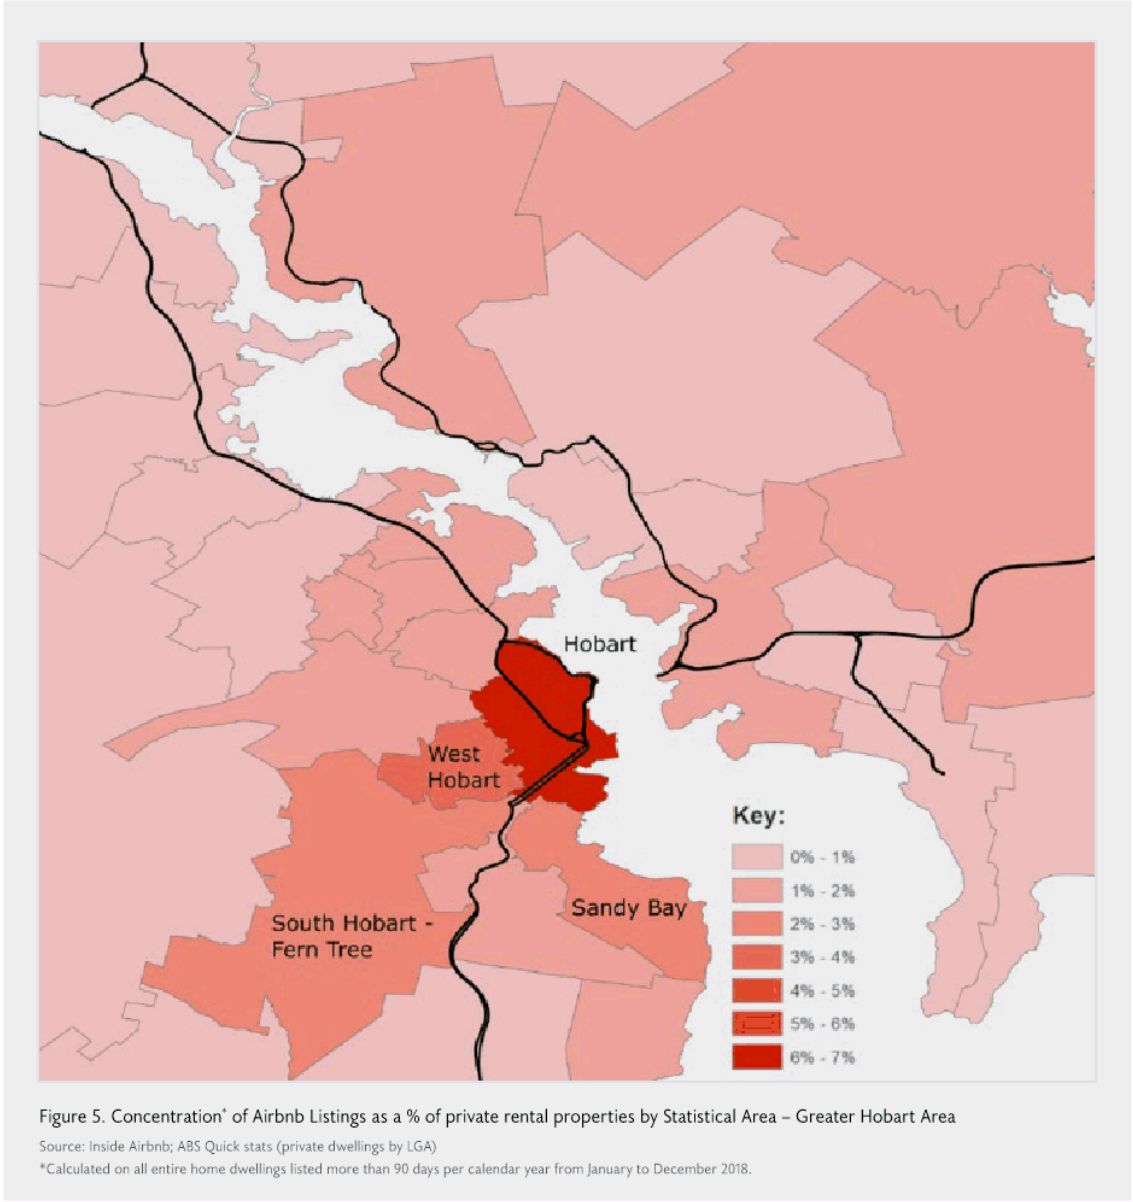 Hobart
West
Hobart
South Hobart -
Fern Tree
Sandy Bay
Key:
0% - 1%
1% - 2%
2% - 3%
3% - 4%
4% - 5%
5% - 6%
6% - 7%
Figure 5. Concentration* of Airbnb Listings as a % of private rental properties by Statistical Area – Greater Hobart Area
Source: Inside Airbnb; ABS Quick stats (private dwellings by LGA)
*Calculated on all entire home dwellings listed more than 90 days per calendar year from January to December 2018.